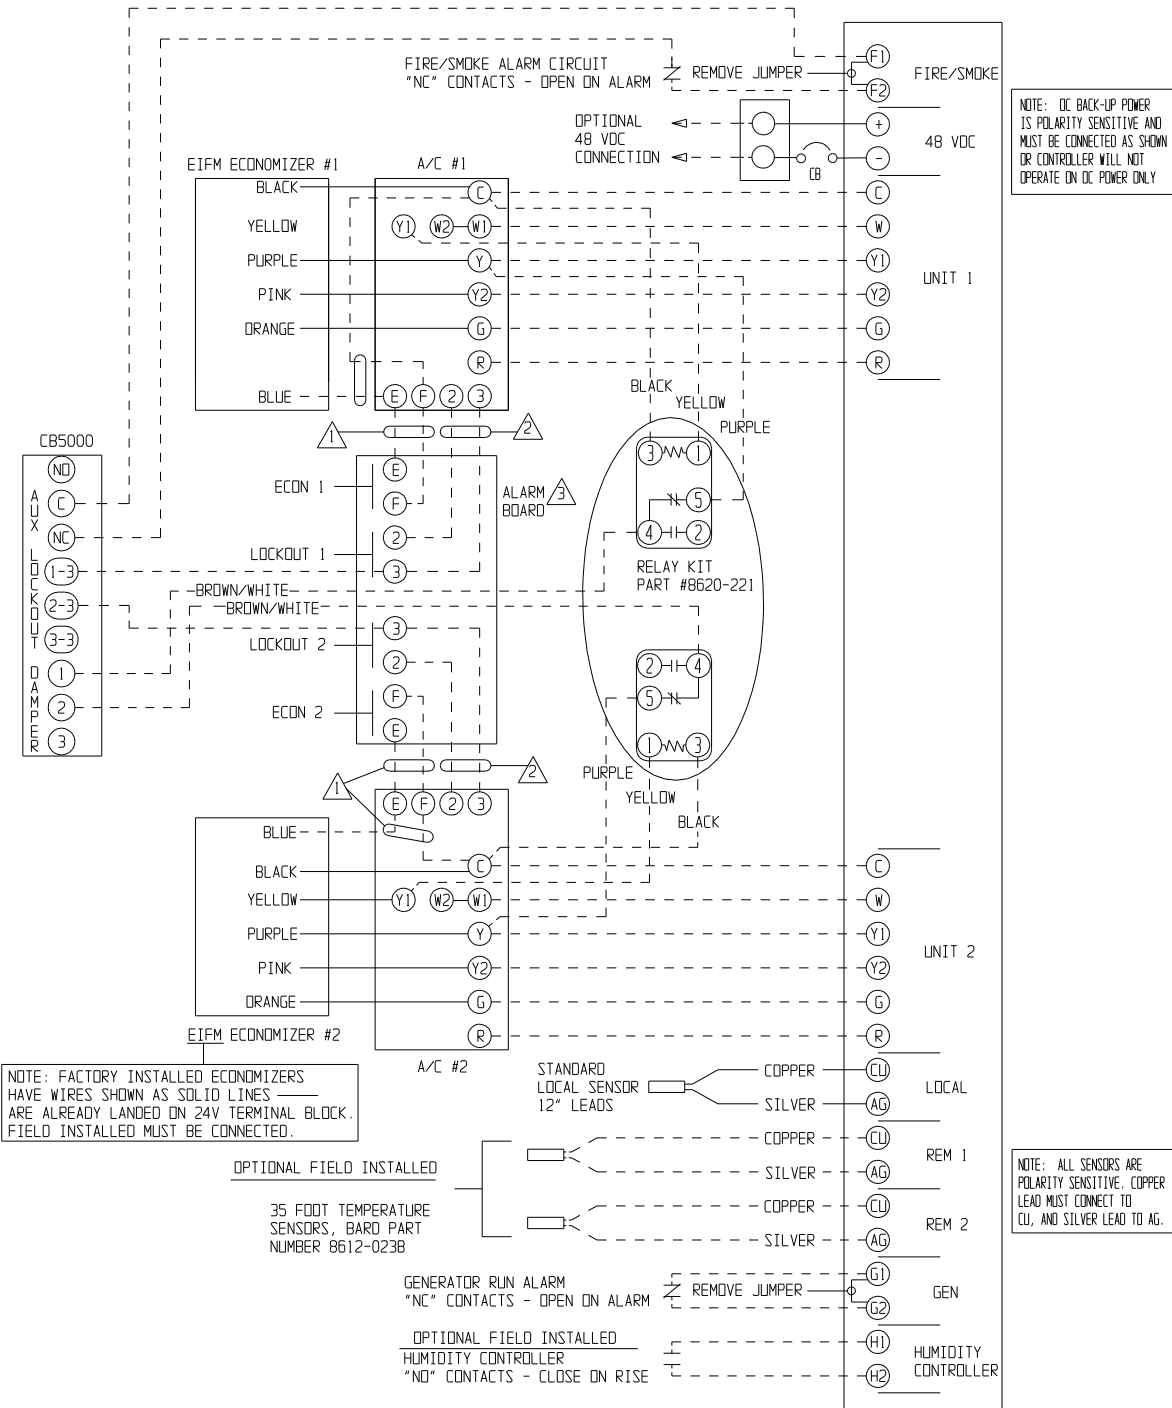 FIRE/SMOKE ALARM CIRCUIT
"NC" CONTACTS - OPEN ON ALARM
REMOVE JUMPER
F1
F2
FIRE/SMOKE
NOTE: DC BACK-UP POWER
IS POLARITY SENSITIVE AND
MUST BE CONNECTED AS SHOWN
OR CONTROLLER WILL NOT
OPERATE ON DC POWER ONLY
OPTIONAL
48 VDC
CONNECTION
CB
+
-
48 VDC
EIFM ECONOMIZER #1
BLACK
YELLOW
PURPLE
PINK
ORANGE
BLUE
A/C #1
C
Y1 W2 W1
Y
Y2
G
R
E F 2 3
C
W
Y1
Y2
G
R
UNIT 1
1
2
BLACK
YELLOW
PURPLE
CB5000
NO
C
NC
1-3
2-3
3-3
1
2
3
AUX
LOCKOUT
DAMPER
ECON 1
LOCKOUT 1
E
F
2
3
ALARM
BOARD
3
BROWN/WHITE
BROWN/WHITE
LOCKOUT 2
ECON 2
3
2
F
E
3 1
5
4 2
RELAY KIT
PART #8620-221
2 4
5
1 3
PURPLE
YELLOW
BLACK
1
2
E F 2 3
BLUE
BLACK
YELLOW
PURPLE
PINK
ORANGE
EIFM ECONOMIZER #2
C
Y1 W2 W1
Y
Y2
G
R
A/C #2
C
W
Y1
Y2
G
R
UNIT 2
NOTE: FACTORY INSTALLED ECONOMIZERS
HAVE WIRES SHOWN AS SOLID LINES
ARE ALREADY LANDED ON 24V TERMINAL BLOCK.
FIELD INSTALLED MUST BE CONNECTED.
STANDARD
LOCAL SENSOR
12" LEADS
COPPER
SILVER
CU
AG
LOCAL
OPTIONAL FIELD INSTALLED
35 FOOT TEMPERATURE
SENSORS, BARD PART
NUMBER 8612-023B
COPPER
SILVER
CU
AG
REM 1
COPPER
SILVER
CU
AG
REM 2
NOTE: ALL SENSORS ARE
POLARITY SENSITIVE. COPPER
LEAD MUST CONNECT TO
CU, AND SILVER LEAD TO AG.
GENERATOR RUN ALARM
"NC" CONTACTS - OPEN ON ALARM
REMOVE JUMPER
G1
G2
GEN
OPTIONAL FIELD INSTALLED
HUMIDITY CONTROLLER
"NO" CONTACTS - CLOSE ON RISE
H1
H2
HUMIDITY
CONTROLLER